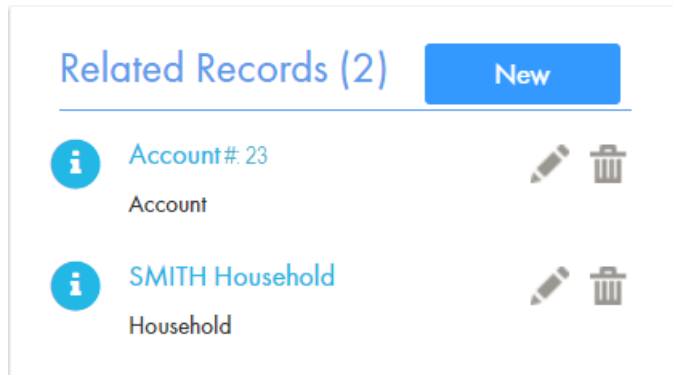 Related Records (2)
New
Account #: 23
Account
SMITH Household
Household